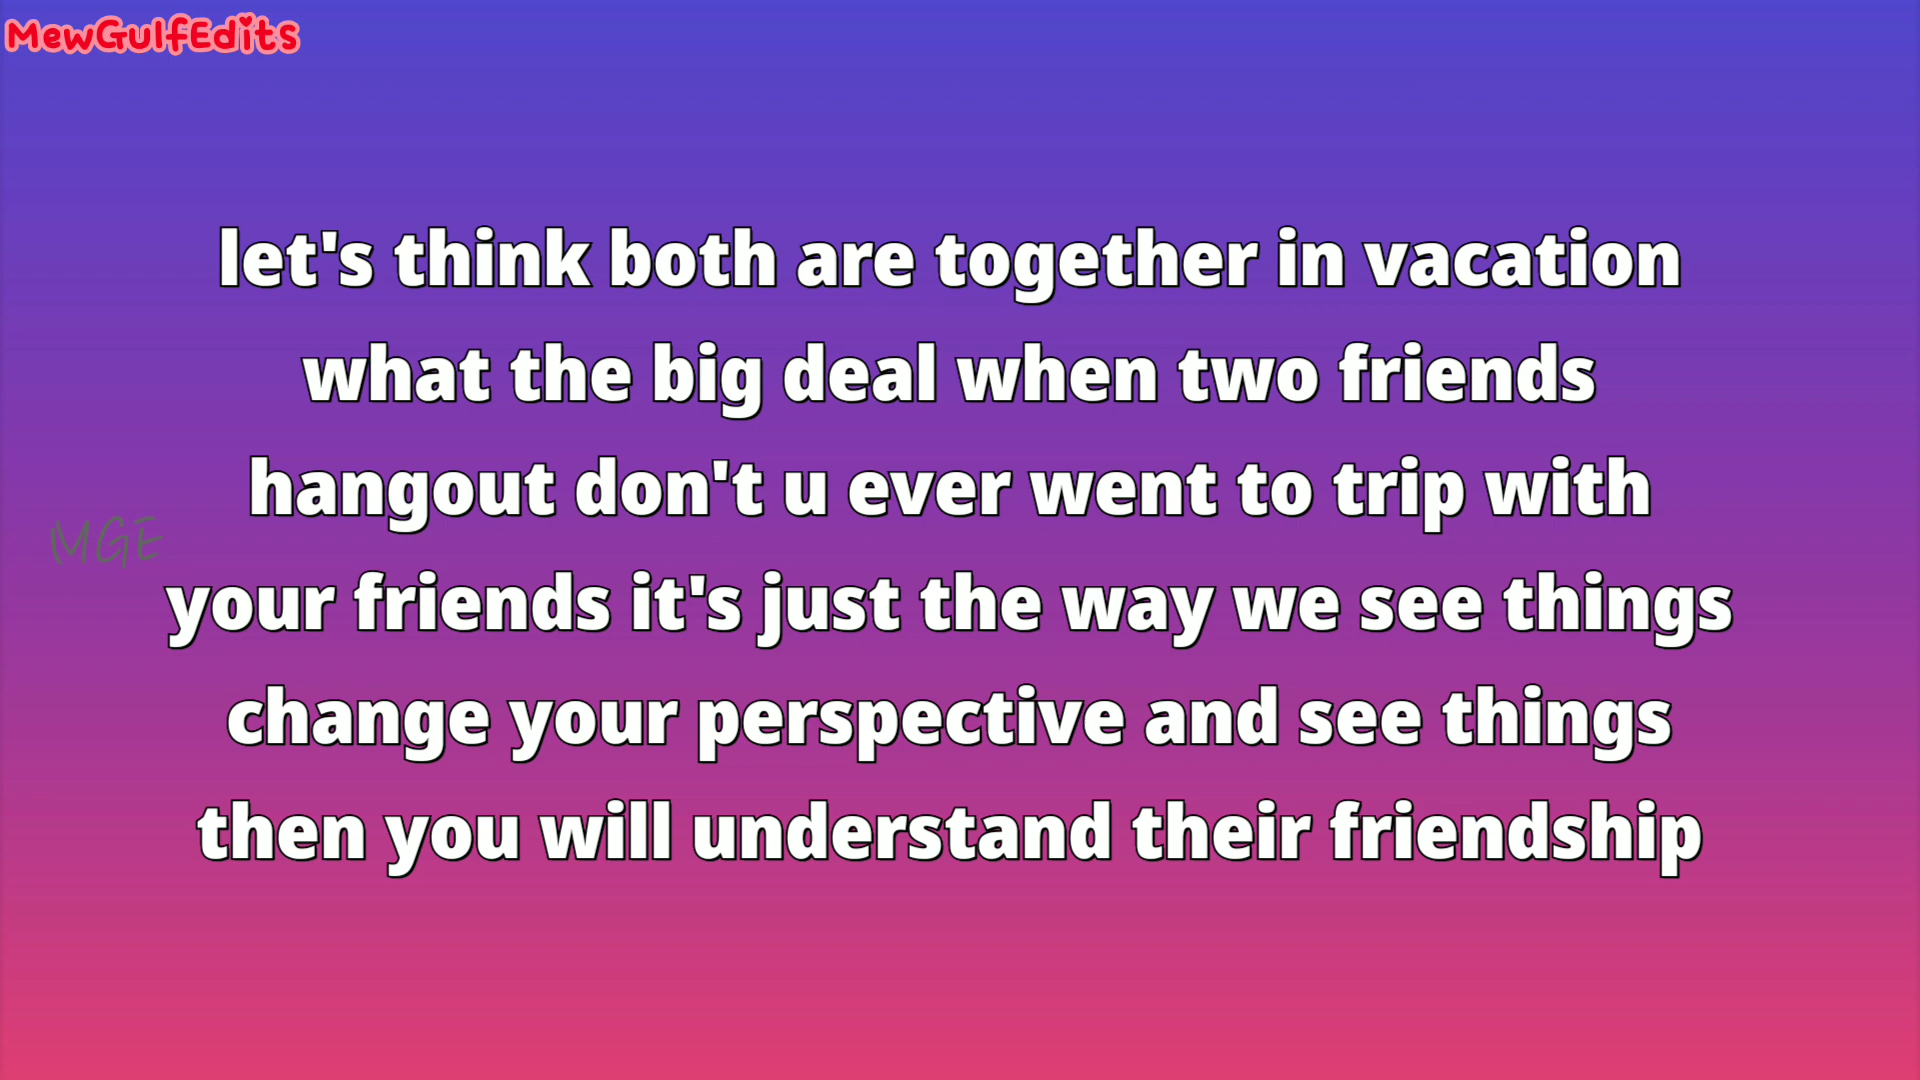 MewGulfEdits
let's think both are together in vacation
what the big deal when two friends
hangout don't u ever went to trip with
MGE
your friends it's just the way we see things
change your perspective and see things
then you will understand their friendship